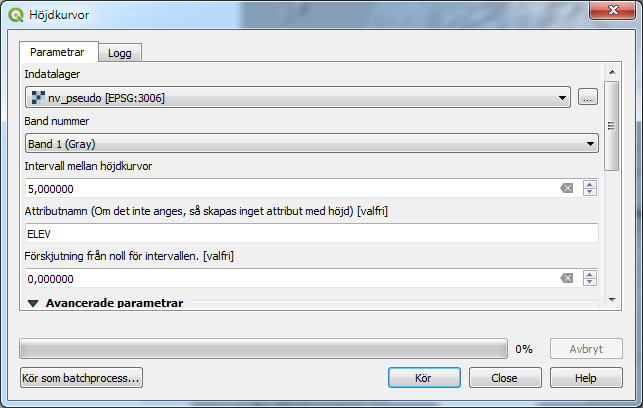 Höjdkurvor
Parametrar
Logg
Indatalager
nv_pseudo [EPSG:3006]
...
Band nummer
Band 1 (Gray)
Intervall mellan höjdkurvor
5,000000
Attributnamn (Om det inte anges, så skapas inget attribut med höjd) [valfri]
ELEV
Förskjutning från noll för intervallen. [valfri]
0,000000
Avancerade parametrar
0%
Avbryt
Kör som batchprocess...
Kör
Close
Help